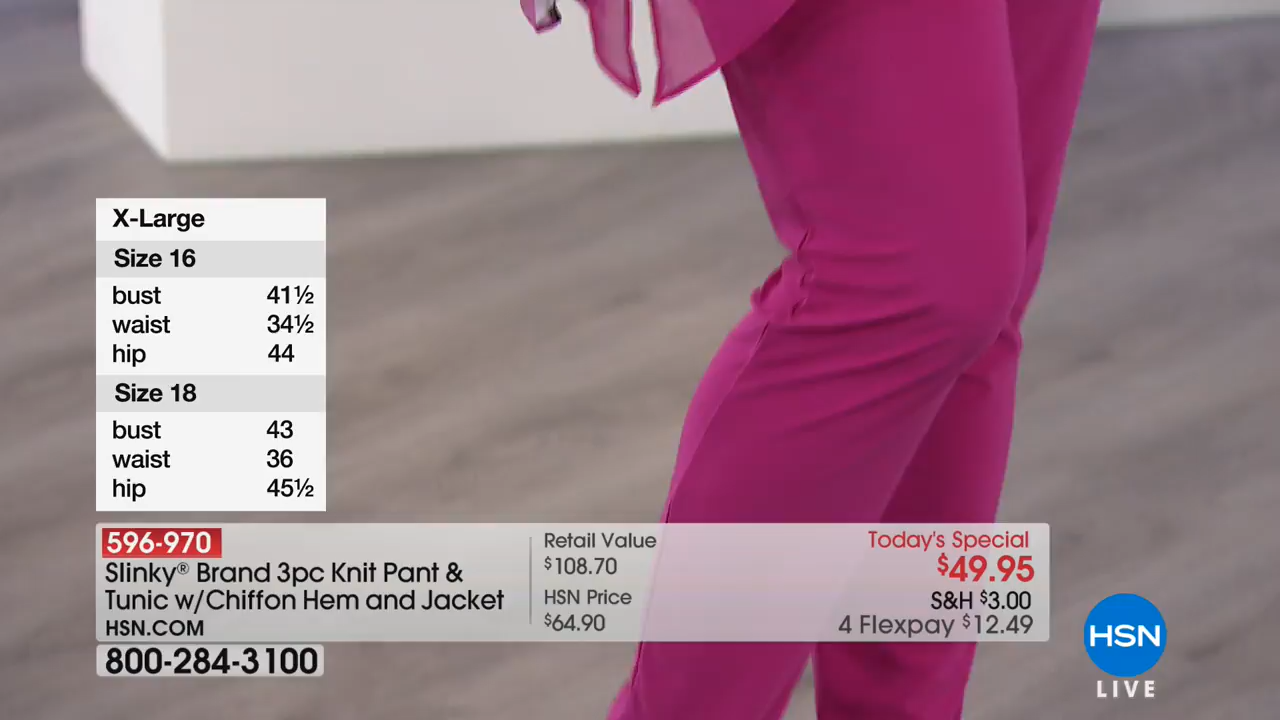 X-Large
Size 16
bust 41½
waist 34½
hip 44
Size 18
bust 43
waist 36
hip 45½
596-970
Slinky® Brand 3pc Knit Pant &
Tunic w/Chiffon Hem and Jacket
HSN.COM
800-284-3100
Retail Value
$108.70
HSN Price
$64.90
Today's Special
$49.95
S&H $3.00
4 Flexpay $12.49
HSN
LIVE